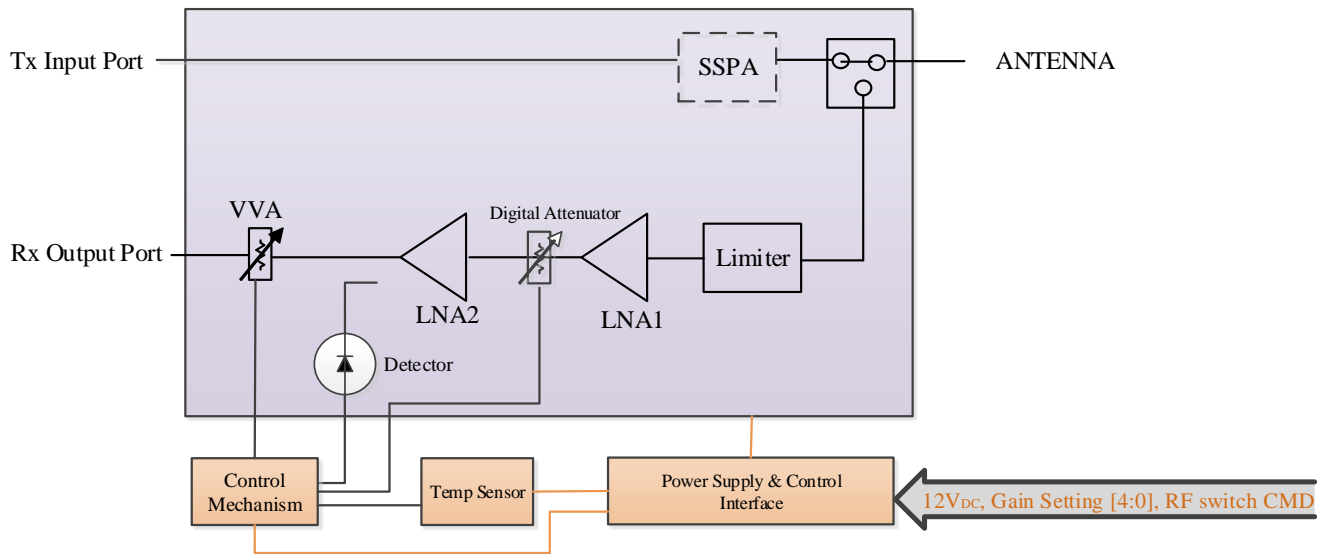 Tx Input Port
SSPA
ANTENNA
VVA
Digital Attenuator
Rx Output Port
Limiter
LNA2
LNA1
Detector
Control
Mechanism
Temp Sensor
Power Supply & Control
Interface
12VDC, Gain Setting [4:0], RF switch CMD